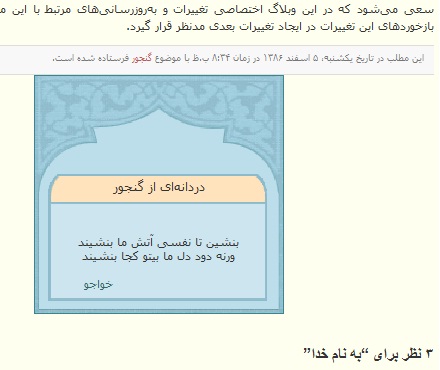 سعی می‌شود که در این وبلاگ اختصاصی تغییرات و به‌روزرسانی‌های مرتبط با این م
بازخوردهای این تغییرات در ایجاد تغییرات بعدی مدنظر قرار گیرد.
این مطلب در تاریخ یکشنبه، ۵ اسفند ۱۳۸۶ در زمان ۸:۳۴ ب.ظ با موضوع گنجور فرستاده شده است.
دردانه‌ای از گنجور
بنشین تا نفسی آتش ما بنشیند
ورنه دود دل ما بیتو کجا بنشیند
خواجو
۳ نظر برای “به نام خدا”